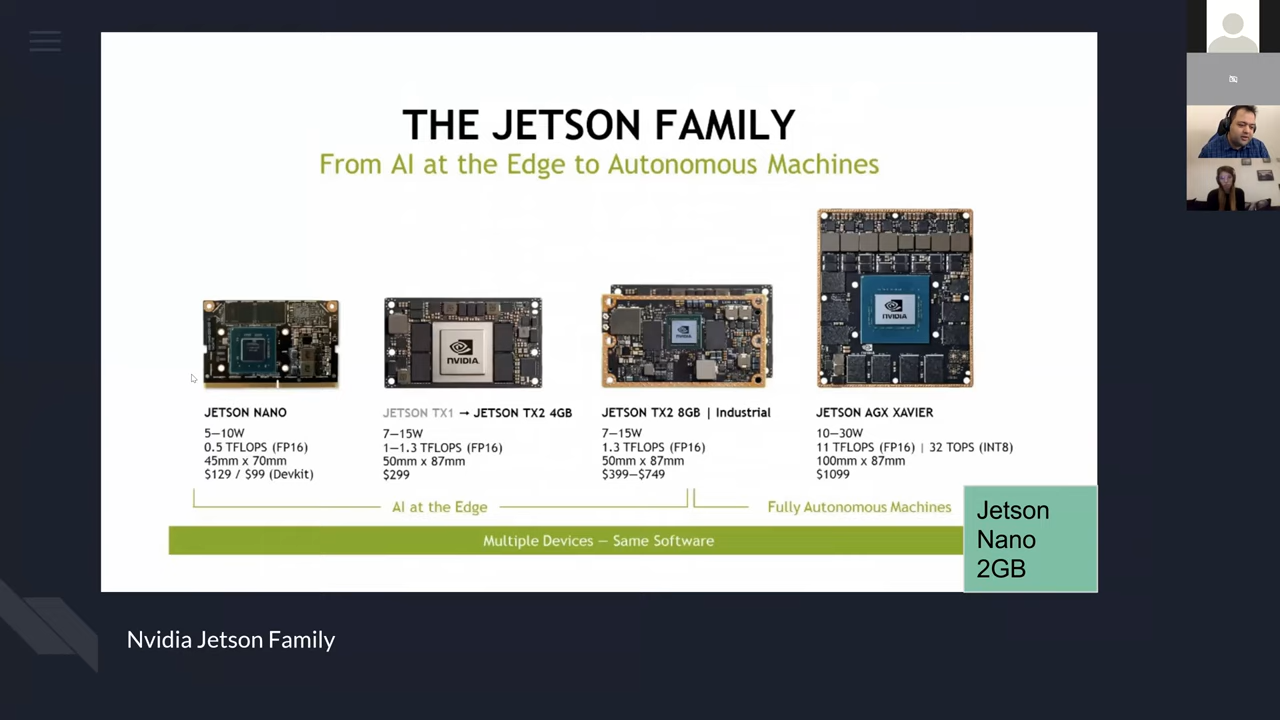 THE JETSON FAMILY
From AI at the Edge to Autonomous Machines
NVIDIA
NVIDIA
NVIDIA
JETSON NANO
5–10W
0.5 TFLOPS (FP16)
45mm x 70mm
$129 / $99 (Devkit)
JETSON TX1 → JETSON TX2 4GB
7–15W
1–1.3 TFLOPS (FP16)
50mm x 87mm
$299
JETSON TX2 8GB | Industrial
7–15W
1.3 TFLOPS (FP16)
50mm x 87mm
$399–$749
JETSON AGX XAVIER
10–30W
11 TFLOPS (FP16) | 32 TOPS (INT8)
100mm x 87mm
$1099
AI at the Edge
Fully Autonomous Machines
Multiple Devices – Same Software
Jetson
Nano
2GB
Nvidia Jetson Family